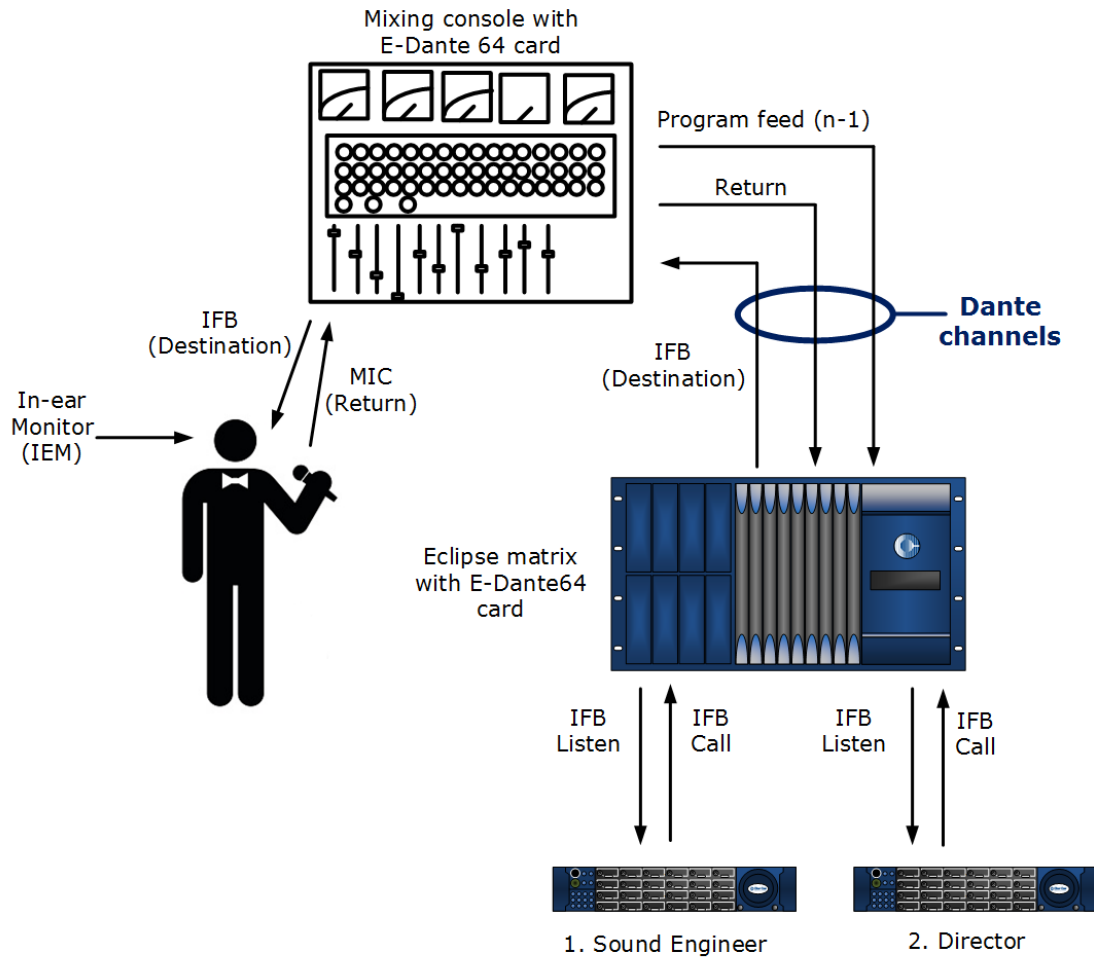 Mixing console with
E-Dante 64 card
Program feed (n-1)
Return
Dante
channels
IFB
(Destination)
MIC
(Return)
IFB
(Destination)
In-ear
Monitor
(IEM)
Eclipse matrix
with E-Dante64
card
IFB
Listen
IFB
Call
IFB
Listen
IFB
Call
1. Sound Engineer
2. Director